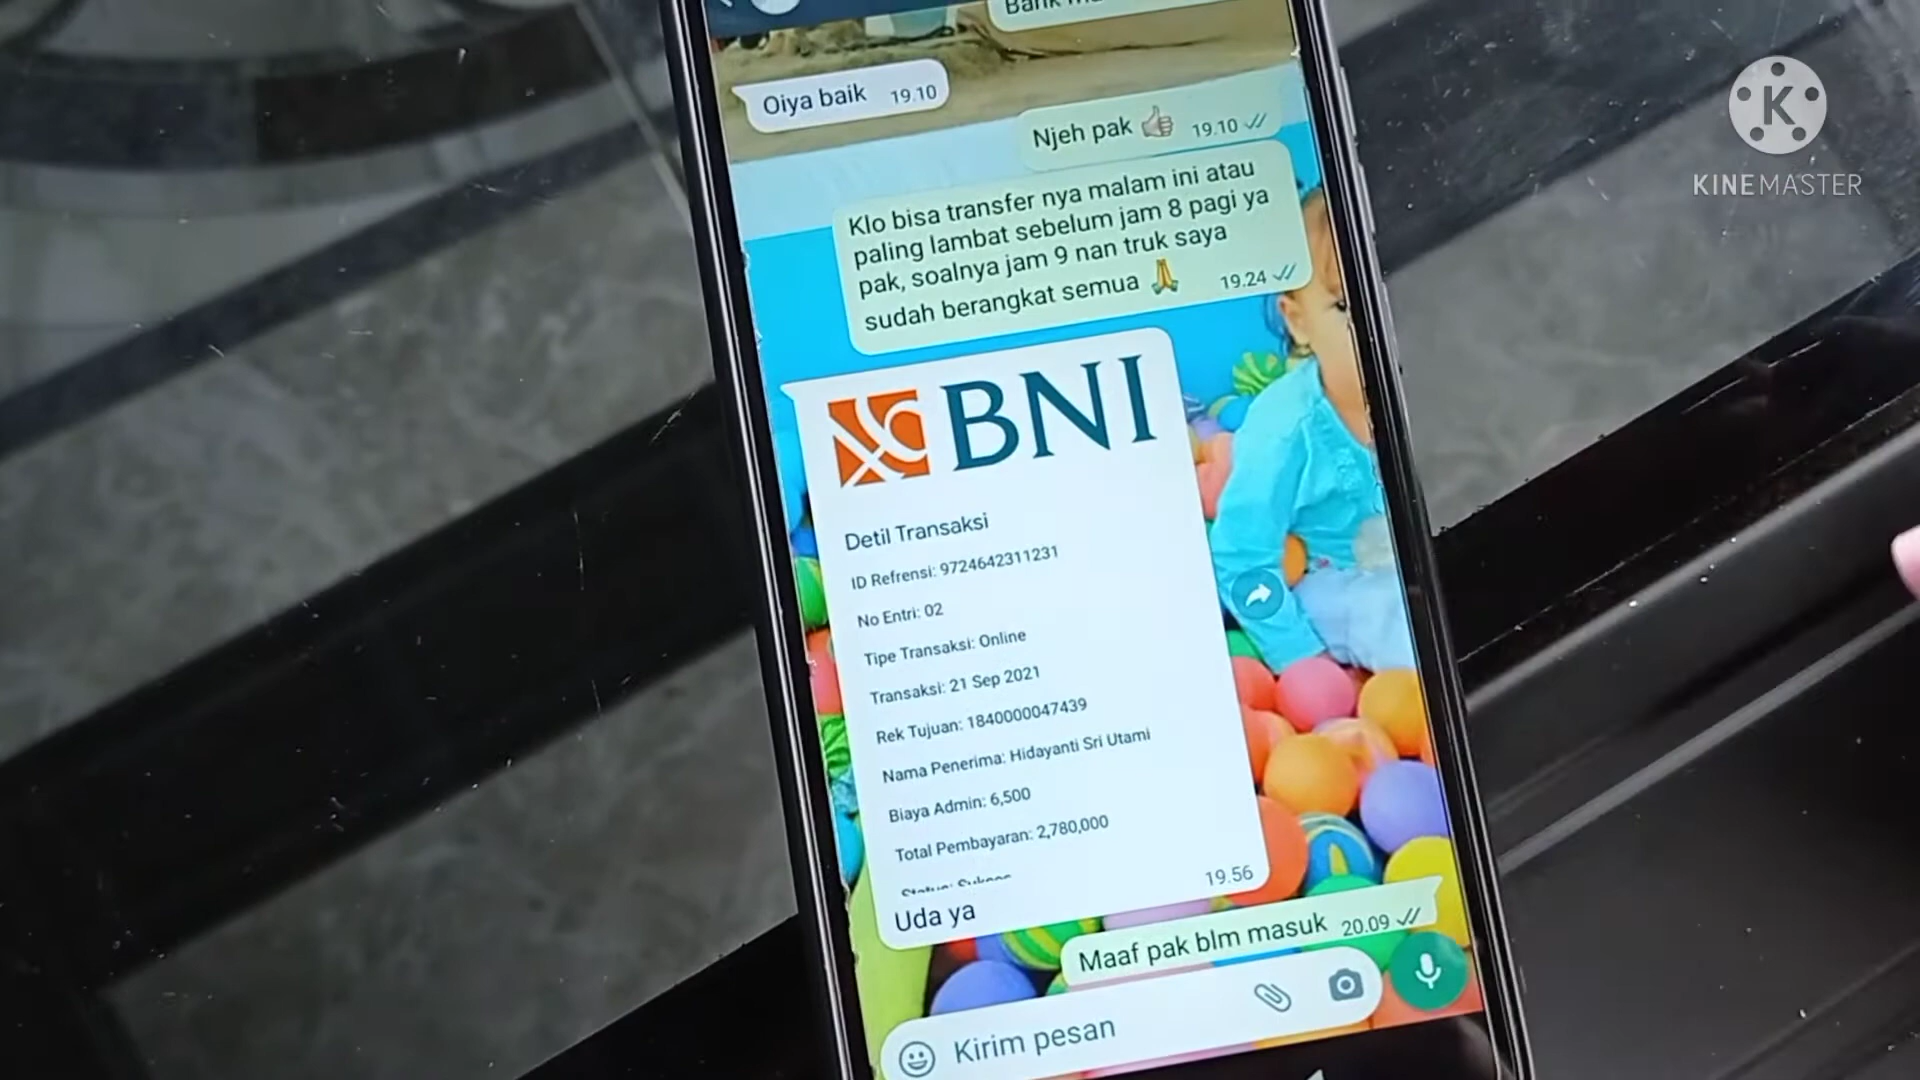 Bank
Oiya baik 19.10
Njeh pak 👍 19.10
Klo bisa transfer nya malam ini atau
paling lambat sebelum jam 8 pagi ya
pak, soalnya jam 9 nan truk saya
sudah berangkat semua 🙏 19.24
BNI
Detil Transaksi
ID Refrensi: 9724642311231
No Entri: 02
Tipe Transaksi: Online
Transaksi: 21 Sep 2021
Rek Tujuan: 1840000047439
Nama Penerima: Hidayanti Sri Utami
Biaya Admin: 6,500
Total Pembayaran: 2,780,000
Status: Sukses
19.56
Uda ya
Maaf pak blm masuk 20.09
Kirim pesan
K
KINEMASTER